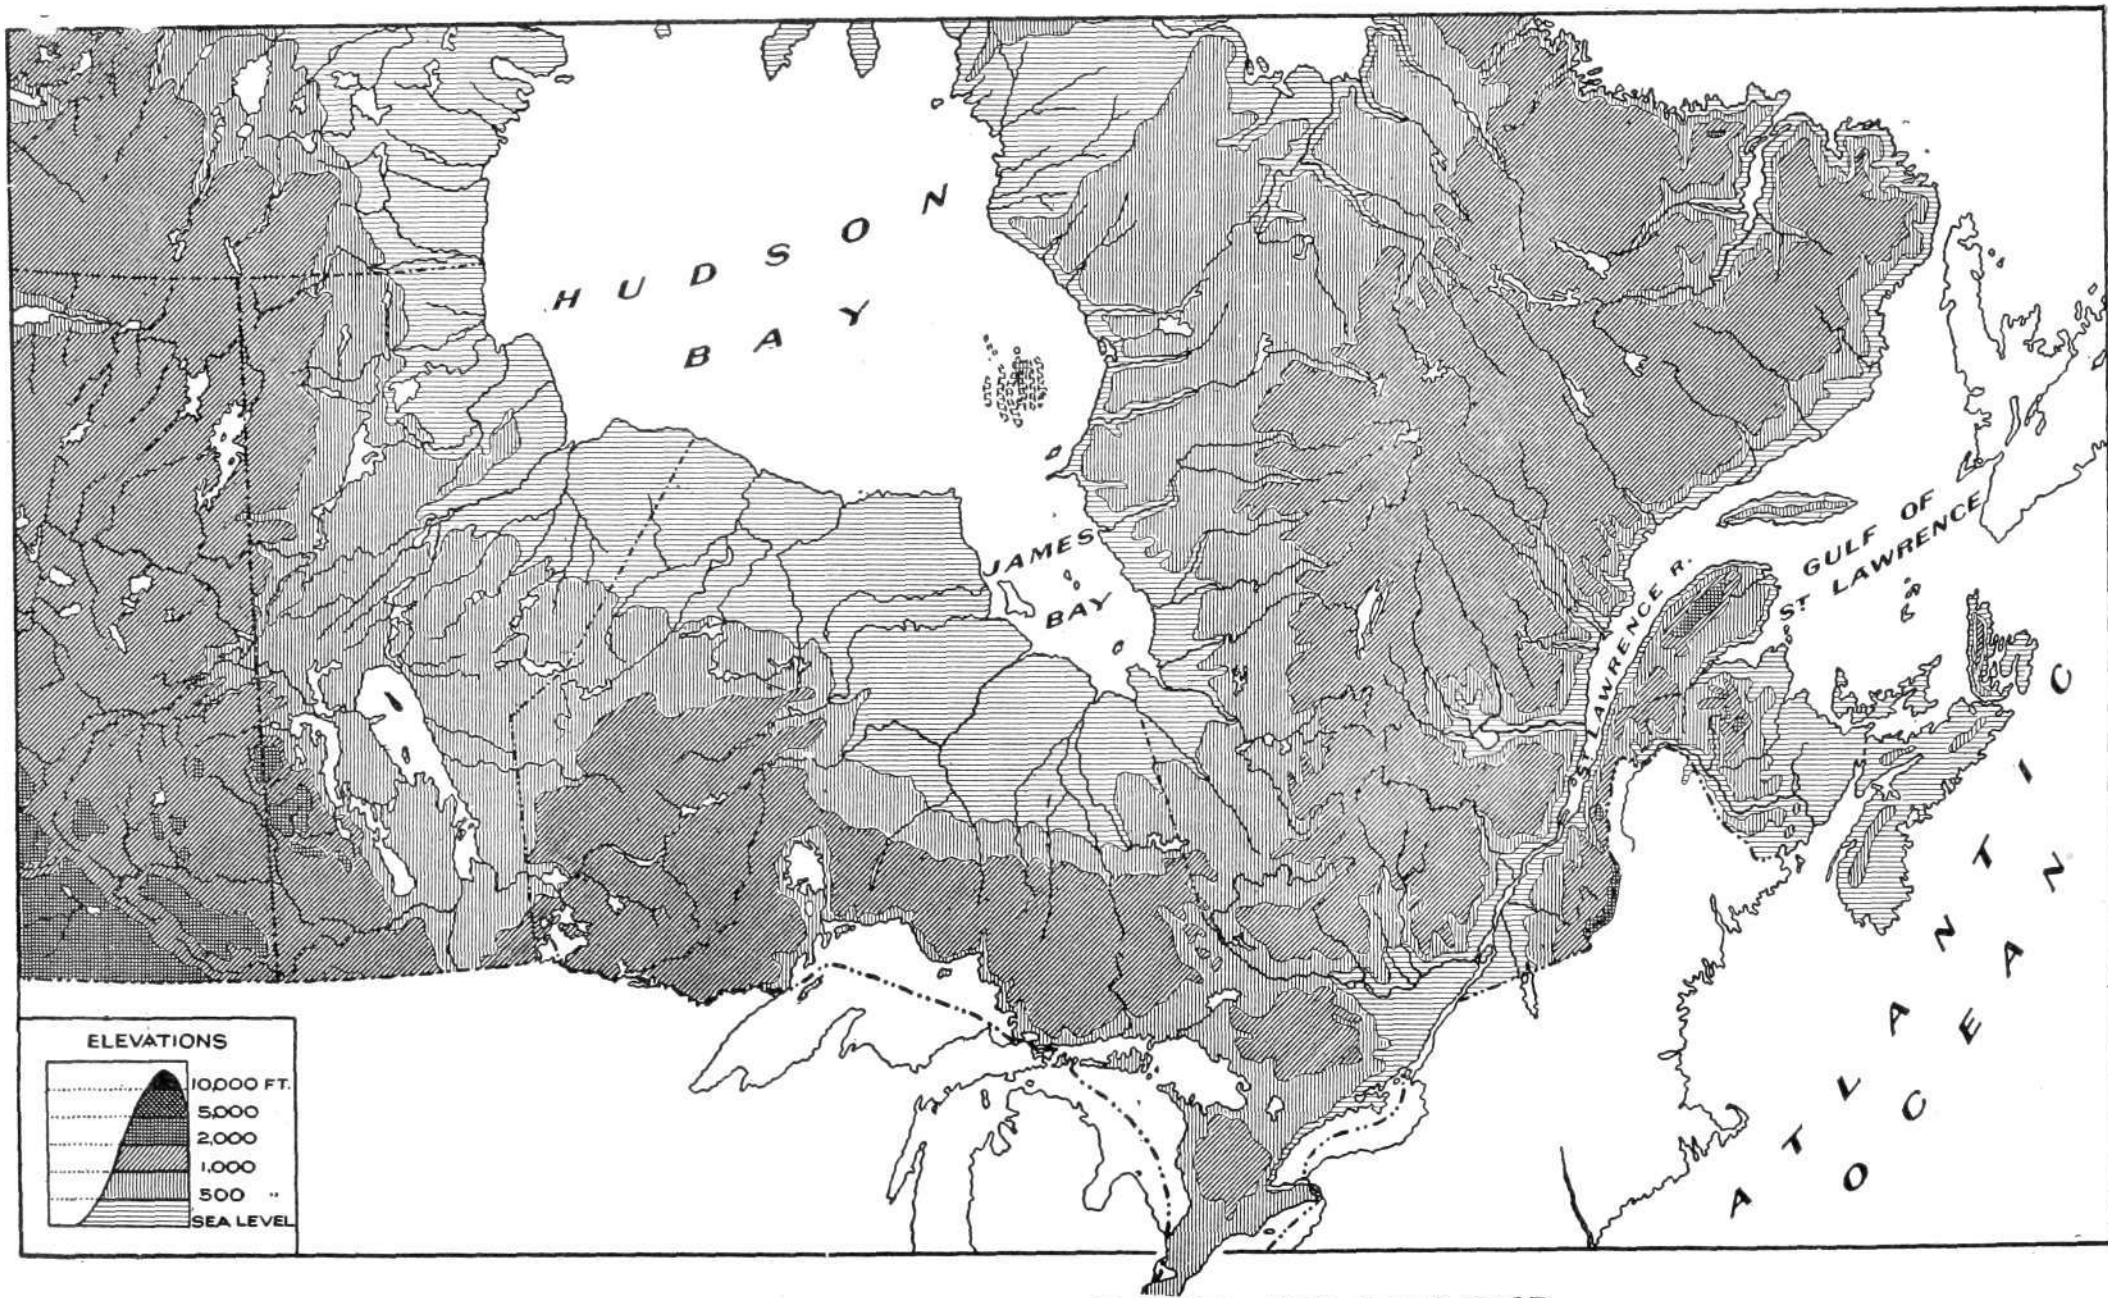 HUDSON
BAY
JAMES
BAY
GULF OF
ST LAWRENCE
ST LAWRENCE R.
ATLANTIC
OCEAN
ELEVATIONS
10,000 FT.
5,000
2,000
1,000
500 "
SEA LEVEL